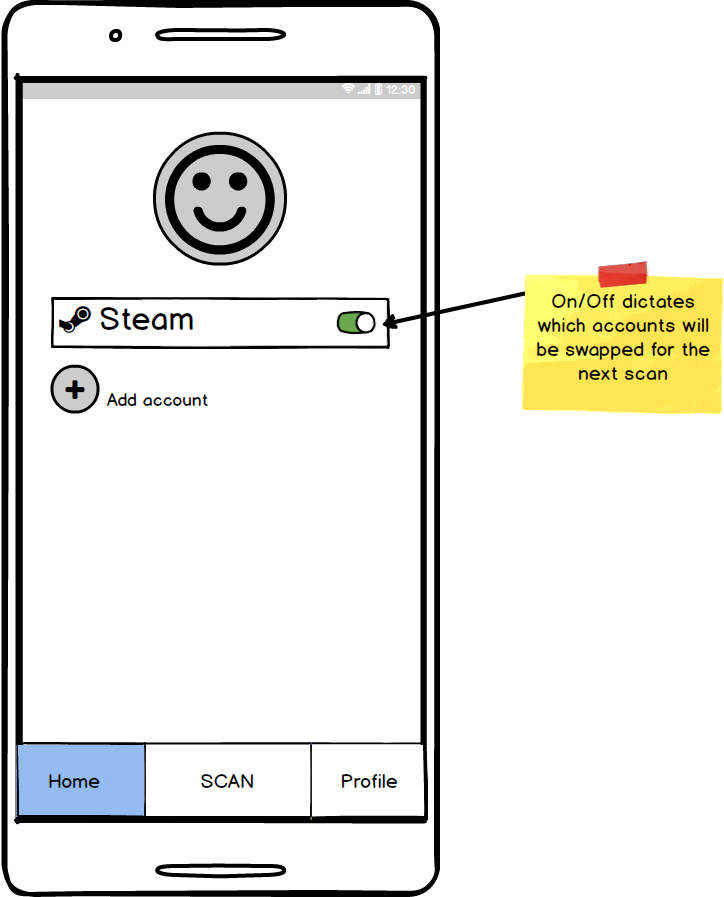 12:30
Steam
On/Off dictates
which accounts will
be swapped for the
next scan
Add account
Home
SCAN
Profile